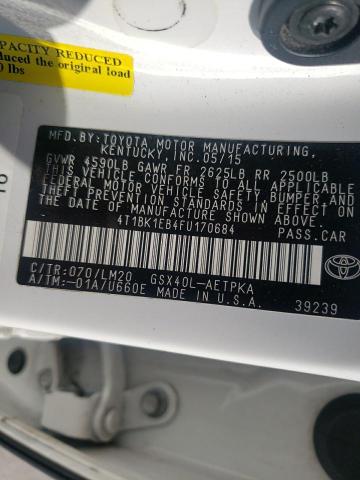 APACITY REDUCED
duced the original load
0 lbs
MFD.BY:TOYOTA MOTOR MANUFACTURING,
KENTUCKY,INC.05/15
GVWR 4590LB GAWR FR 2625LB RR 2500LB
THIS VEHICLE CONFORMS TO ALL APPLICABLE
FEDERAL MOTOR VEHICLE SAFETY, BUMPER, AND
THEFT PREVENTION STANDARDS IN EFFECT ON
THE DATE OF MANUFACTURE SHOWN ABOVE.
4T1BK1EB4FU170684 PASS.CAR
C/TR:070/LM20 GSX40L-AETPKA
A/TM:-01A/U660E MADE IN U.S.A. 39239
TOYOTA